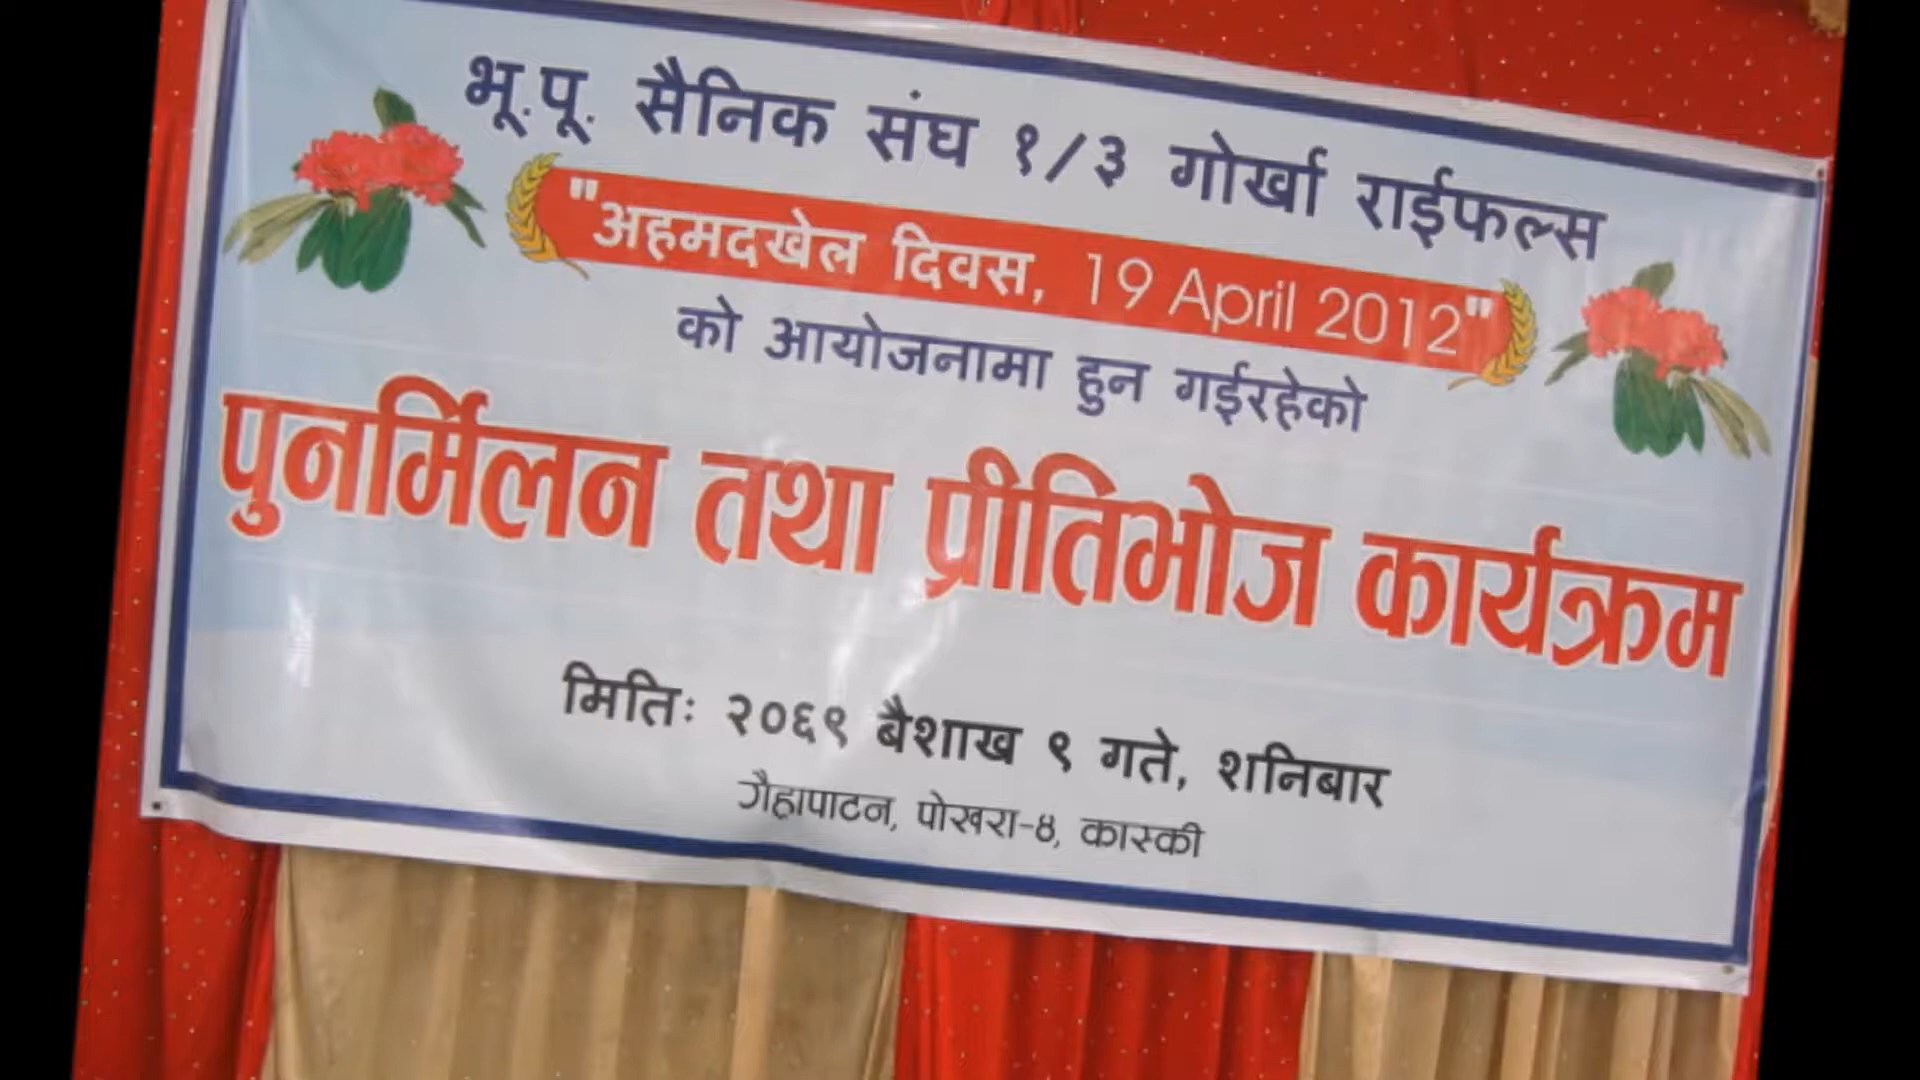 भू.पू. सैनिक संघ १/३ गोर्खा राईफल्स
"अहमदखेल दिवस, 19 April 2012"
को आयोजनामा हुन गईरहेको
पुनर्मिलन तथा प्रीतिभोज कार्यक्रम
मितिः २०६९ बैशाख ९ गते, शनिबार
गैह्रापाटन, पोखरा-४, कास्की